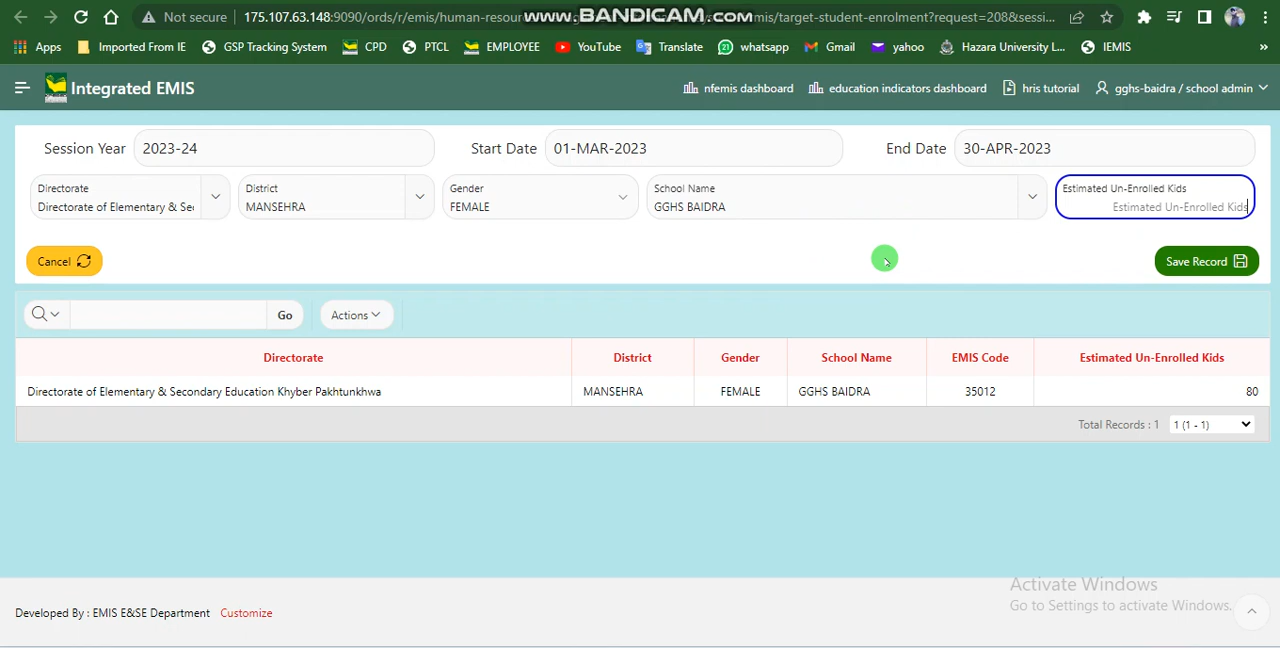 Not secure 175.107.63.148:9090/ords/r/emis/human-resour emis/target-student-enrolment?request=208&sessi...
www.BANDICAM.com
Apps Imported From IE GSP Tracking System CPD PTCL EMPLOYEE YouTube Translate whatsapp Gmail yahoo Hazara University L... IEMIS »
Integrated EMIS nfemis dashboard education indicators dashboard hris tutorial gghs-baidra / school admin
Session Year 2023-24 Start Date 01-MAR-2023 End Date 30-APR-2023
Directorate District Gender School Name Estimated Un-Enrolled Kids
Directorate of Elementary & Se MANSEHRA FEMALE GGHS BAIDRA Estimated Un-Enrolled Kids
Cancel Save Record
Go Actions
Directorate District Gender School Name EMIS Code Estimated Un-Enrolled Kids
Directorate of Elementary & Secondary Education Khyber Pakhtunkhwa MANSEHRA FEMALE GGHS BAIDRA 35012 80
Total Records : 1 1 (1 - 1)
Activate Windows
Go to Settings to activate Windows.
Developed By : EMIS E&SE Department Customize